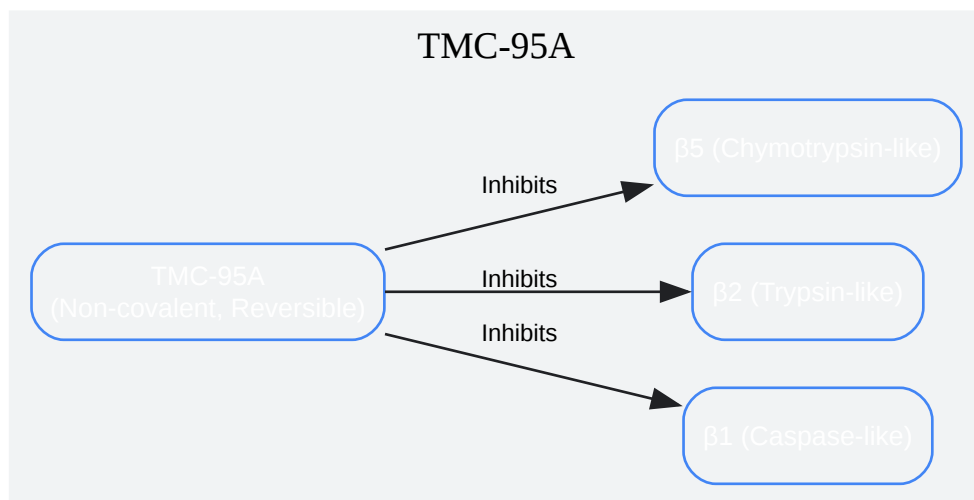 TMC-95A
β5 (Chymotrypsin-like)
Inhibits
TMC-95A
(Non-covalent, Reversible)
Inhibits
β2 (Trypsin-like)
Inhibits
β1 (Caspase-like)